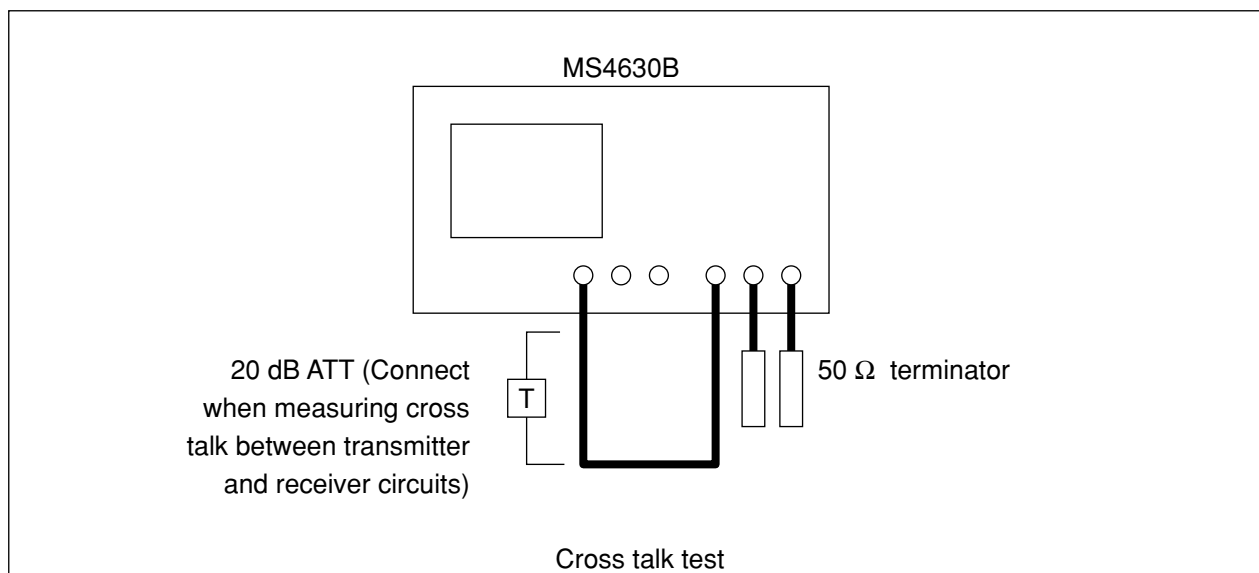 MS4630B
20 dB ATT (Connect
when measuring cross
talk between transmitter
and receiver circuits)
T
50 Ω terminator
Cross talk test